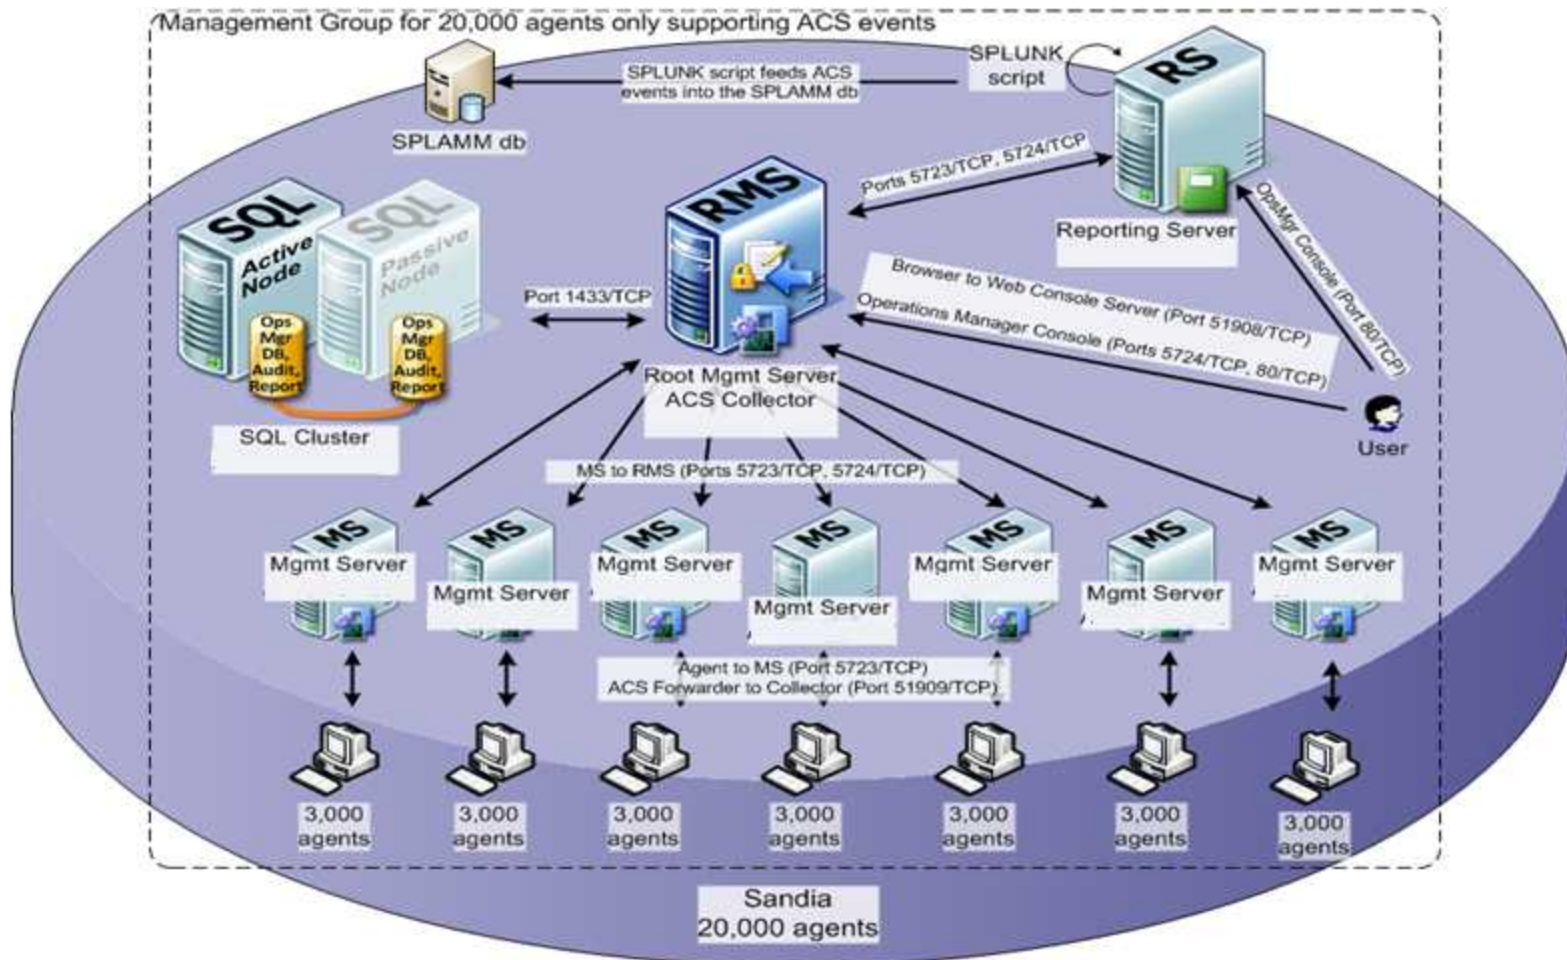 Management Group for 20,000 agents only supporting ACS events
SPLUNK script feeds ACS
events into the SPLAMM db
SPLUNK
script
RS
SPLAMM db
Ports 5723/TCP, 5724/TCP
Reporting Server
OpsMgr Console (Port 80/TCP)
SQL
Active
Node
SQL
Passive
Node
Ops
Mgr
DB,
Audit,
Report
Ops
Mgr
DB,
Audit,
Report
SQL Cluster
Port 1433/TCP
RMS
Root Mgmt Server
ACS Collector
Browser to Web Console Server (Port 51908/TCP)
Operations Manager Console (Ports 5724/TCP, 80/TCP)
User
MS to RMS (Ports 5723/TCP, 5724/TCP)
MS
Mgmt Server
MS
Mgmt Server
MS
Mgmt Server
MS
Mgmt Server
MS
Mgmt Server
MS
Mgmt Server
MS
Mgmt Server
Agent to MS (Port 5723/TCP)
ACS Forwarder to Collector (Port 51909/TCP)
3,000
agents
3,000
agents
3,000
agents
3,000
agents
3,000
agents
3,000
agents
3,000
agents
Sandia
20,000 agents